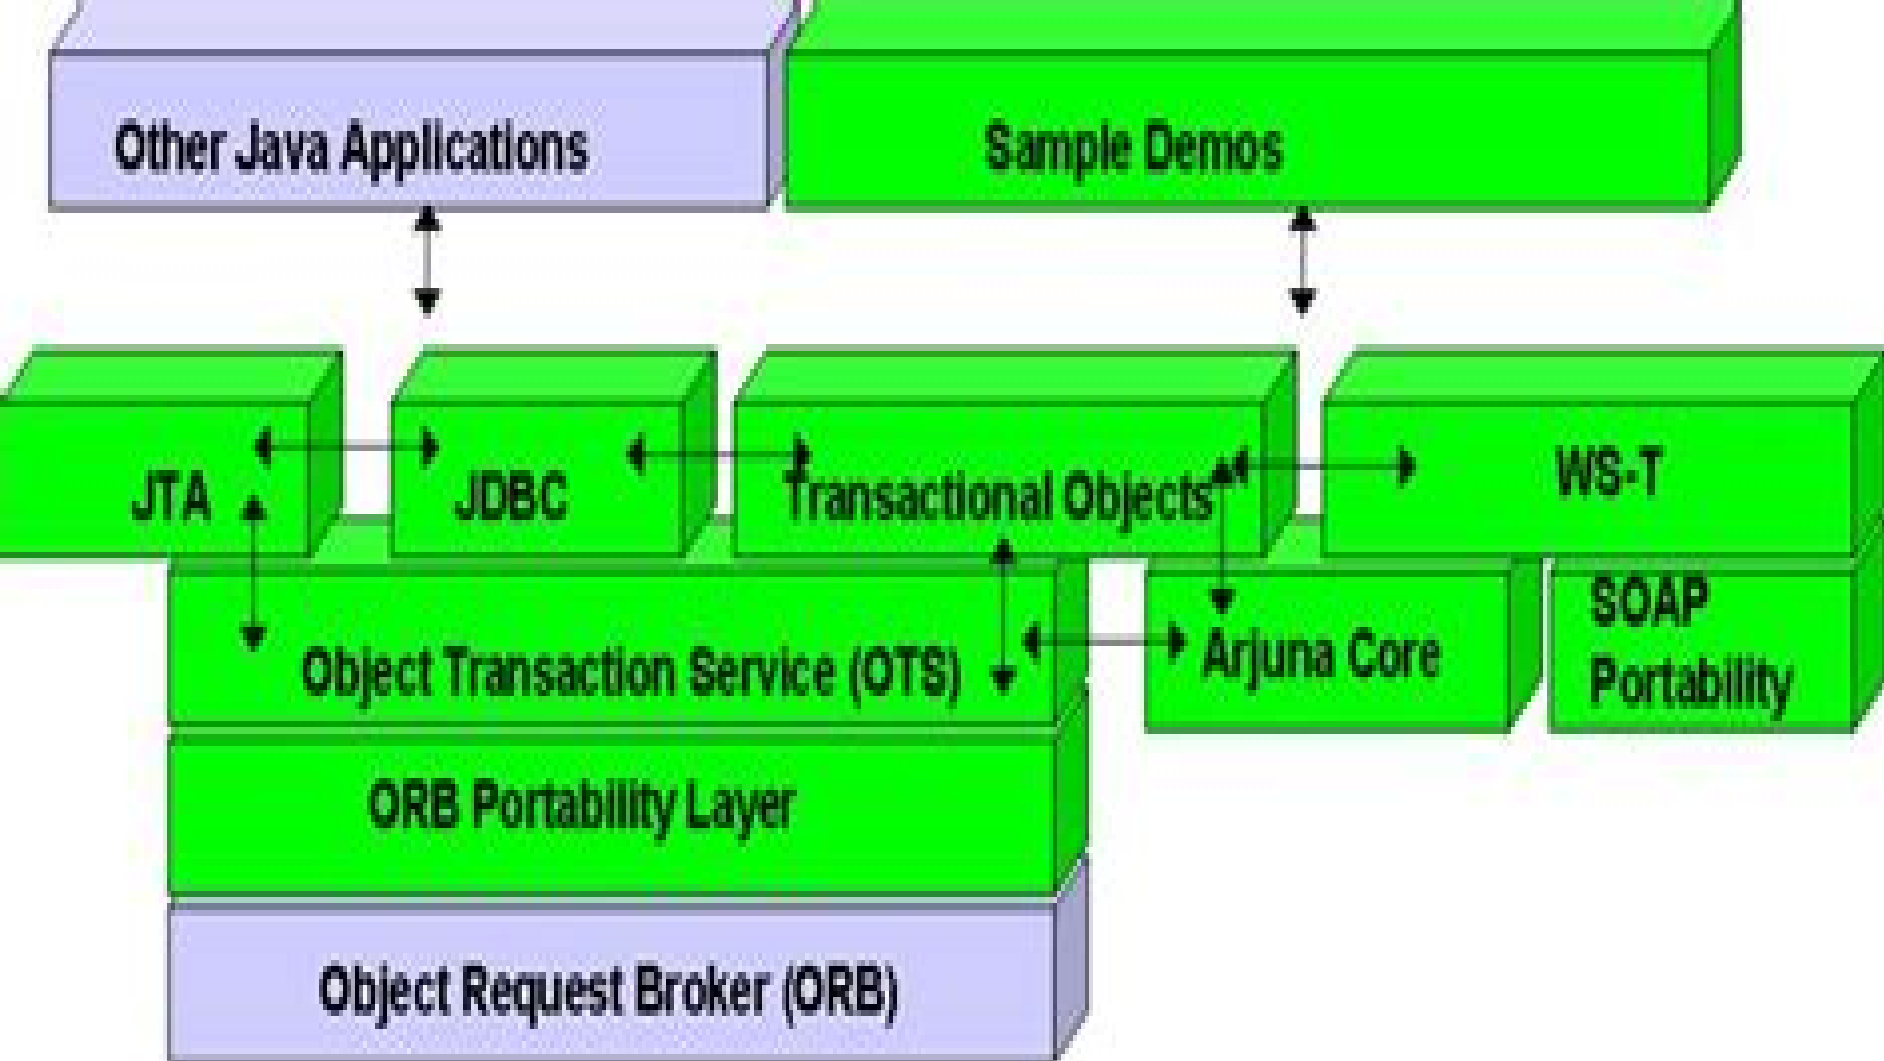 Other Java Applications
Sample Demos
JTA
JDBC
Transactional Objects
WS-T
Object Transaction Service (OTS)
Arjuna Core
SOAP
Portability
ORB Portability Layer
Object Request Broker (ORB)